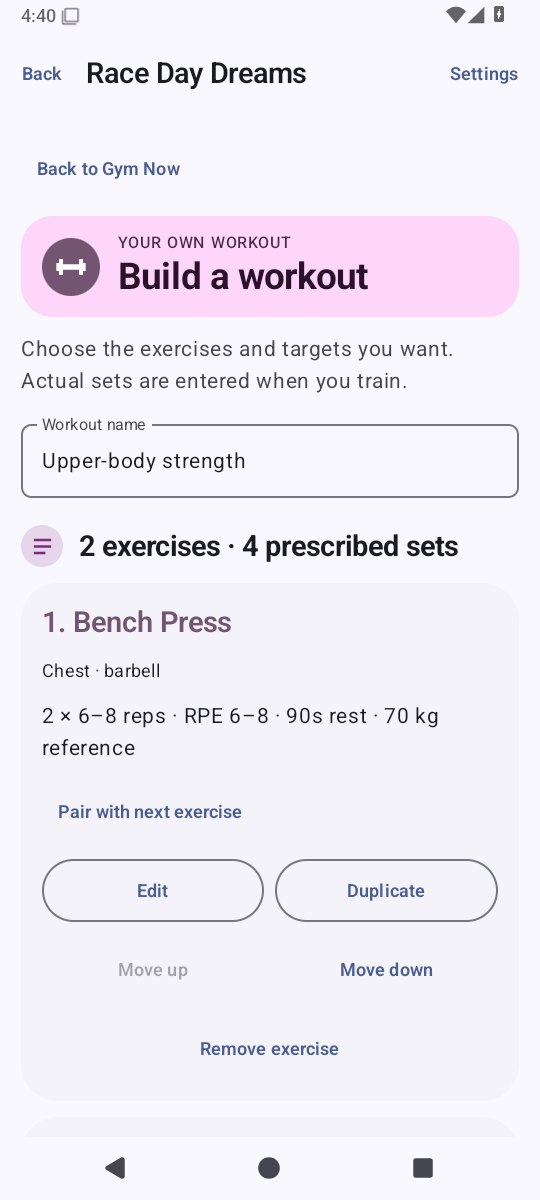 4:40
Back
Race Day Dreams
Settings
Back to Gym Now
YOUR OWN WORKOUT
Build a workout
Choose the exercises and targets you want.
Actual sets are entered when you train.
Workout name
Upper-body strength
2 exercises · 4 prescribed sets
1. Bench Press
Chest · barbell
2 × 6–8 reps · RPE 6–8 · 90s rest · 70 kg
reference
Pair with next exercise
Edit
Duplicate
Move up
Move down
Remove exercise